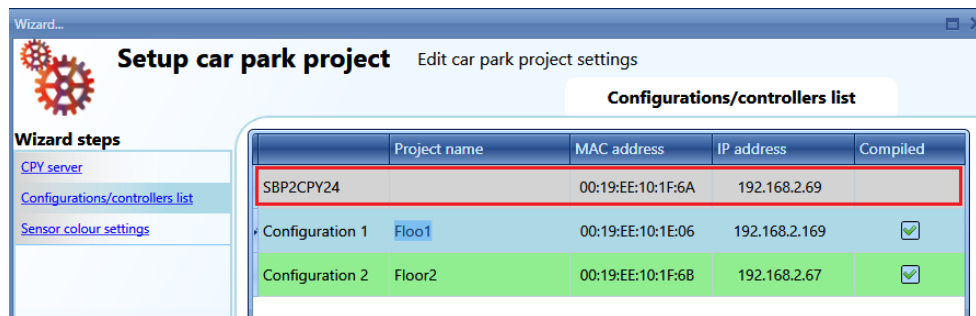 Wizard...
Setup car park project Edit car park project settings
Configurations/controllers list
Wizard steps
CPY server
Configurations/controllers list
Sensor colour settings
Project name MAC address IP address Compiled
SBP2CPY24 00:19:EE:10:1F:6A 192.168.2.69
Configuration 1 Floo1 00:19:EE:10:1E:06 192.168.2.169
Configuration 2 Floor2 00:19:EE:10:1F:6B 192.168.2.67